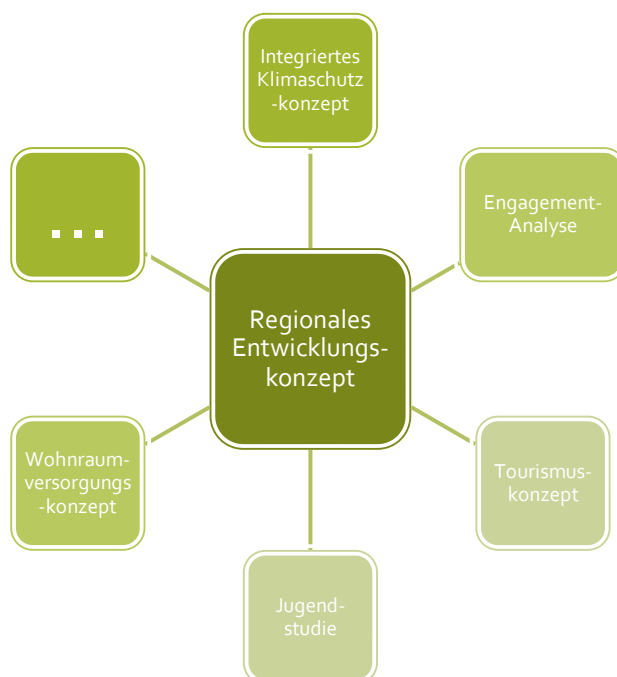 Integriertes
Klimaschutz
-konzept
Engagement-
Analyse
...
Regionales
Entwicklungs-
konzept
Wohnraum-
versorgungs
-konzept
Tourismus-
konzept
Jugend-
studie